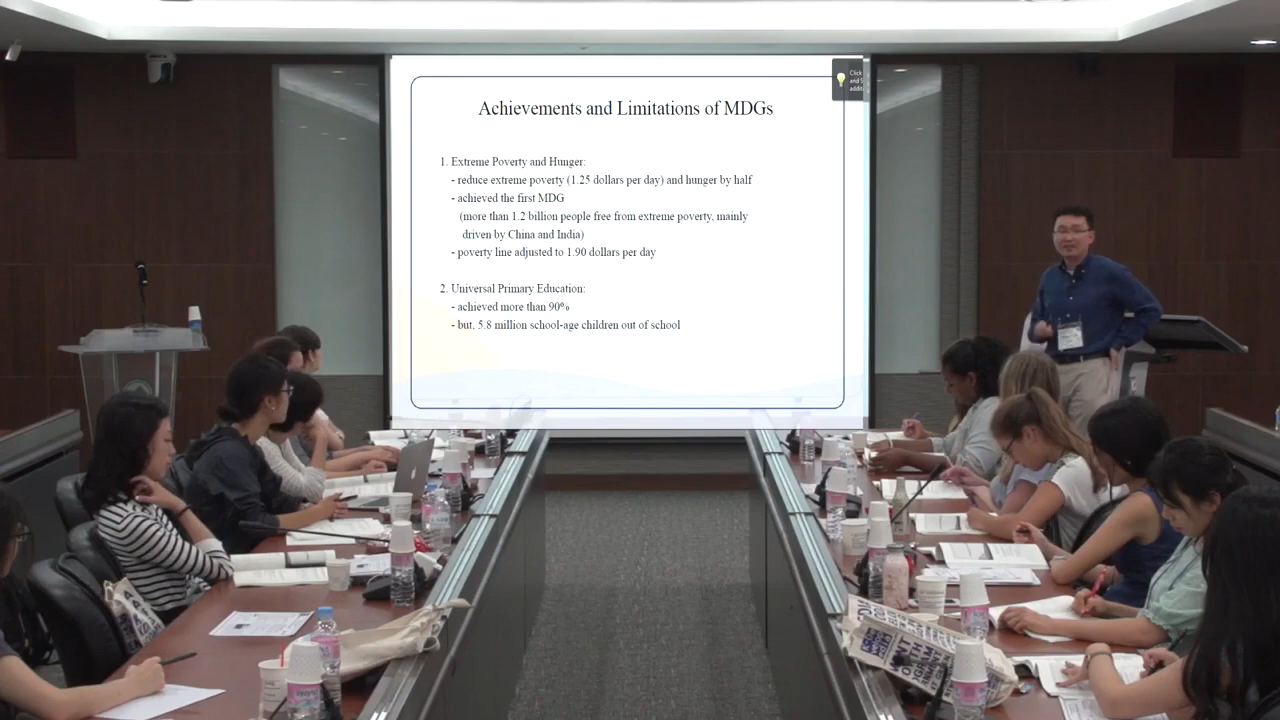 Click
and S
addit
Achievements and Limitations of MDGs
1. Extreme Poverty and Hunger:
- reduce extreme poverty (1.25 dollars per day) and hunger by half
- achieved the first MDG
(more than 1.2 billion people free from extreme poverty, mainly
driven by China and India)
- poverty line adjusted to 1.90 dollars per day
2. Universal Primary Education:
- achieved more than 90%
- but, 5.8 million school-age children out of school